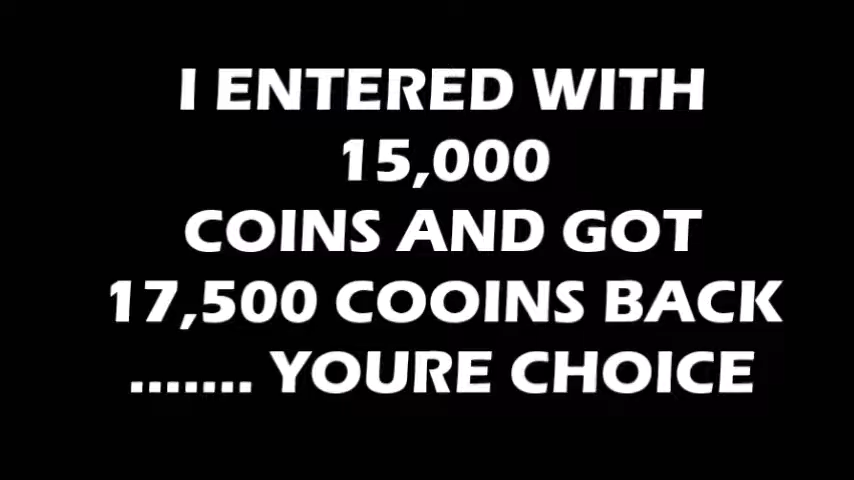 I ENTERED WITH
15,000
COINS AND GOT
17,500 COOINS BACK
....... YOURE CHOICE